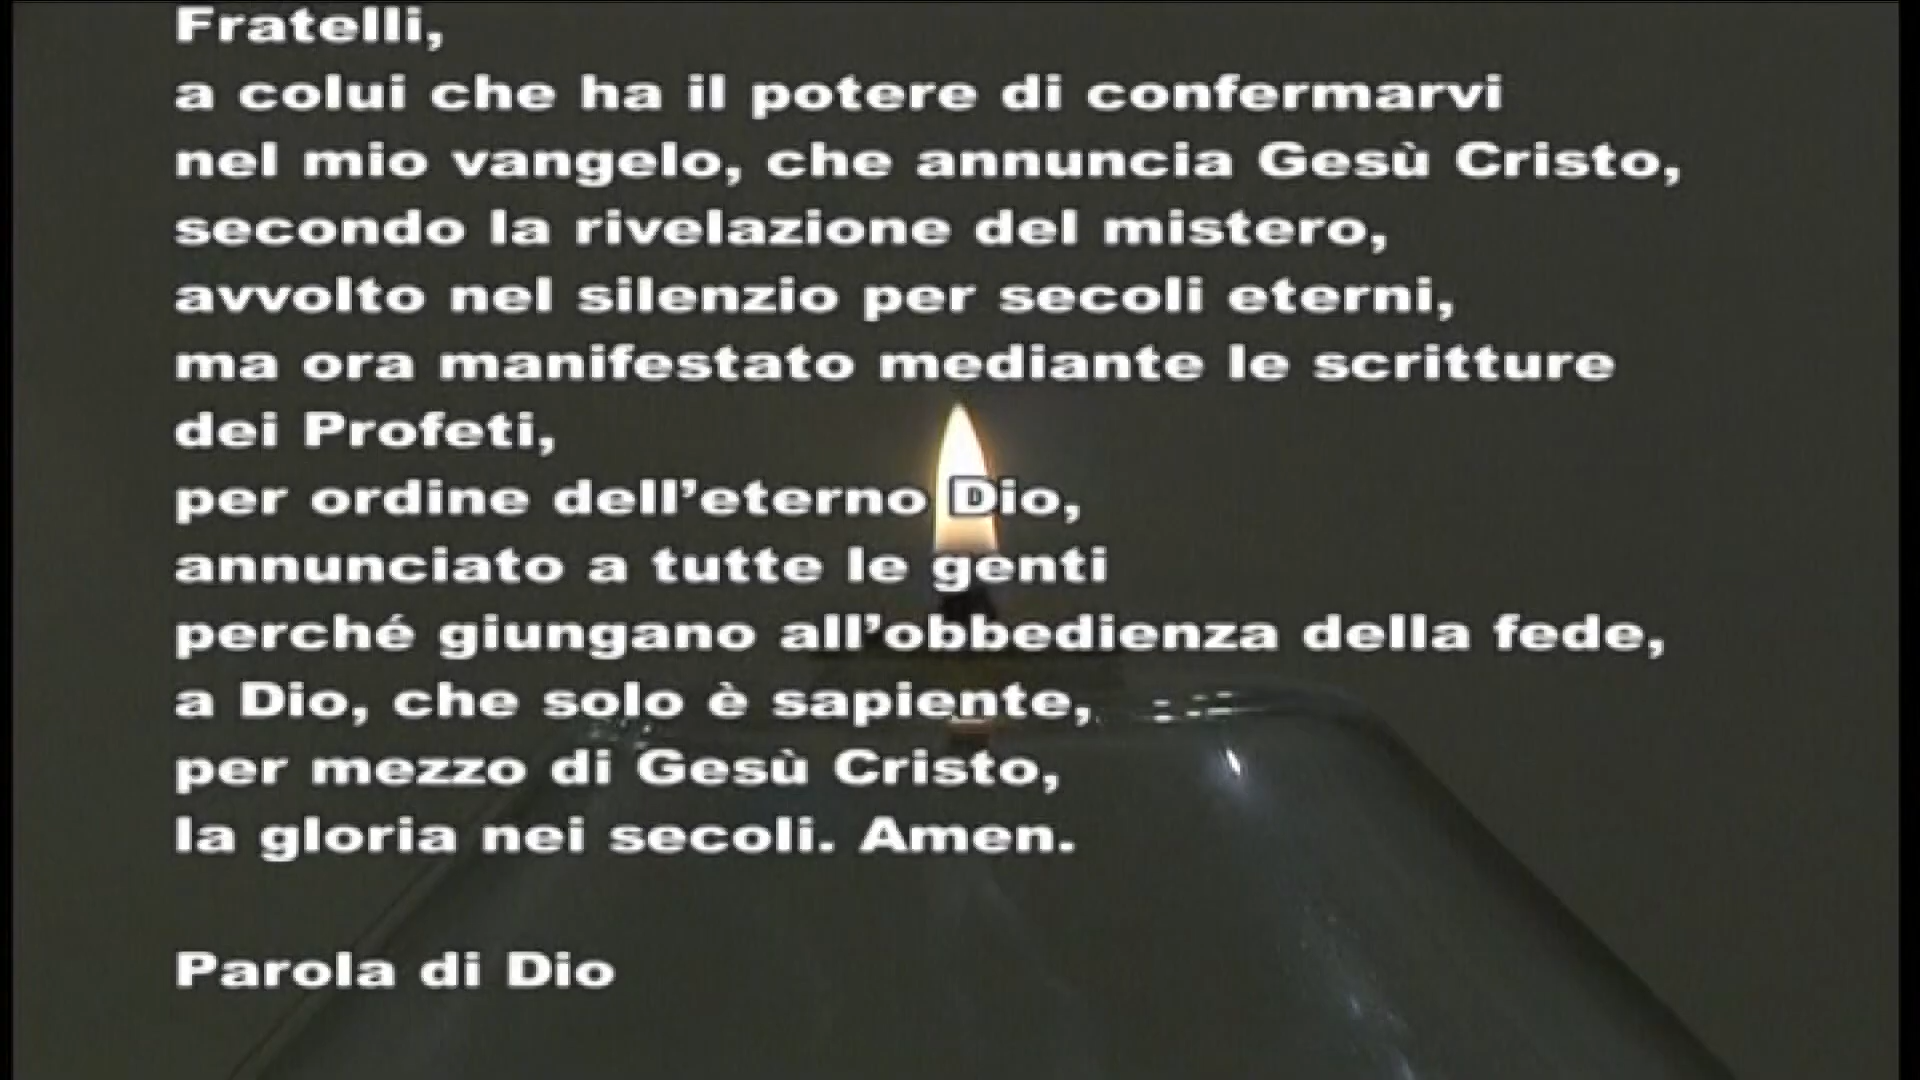 Fratelli,
a colui che ha il potere di confermarvi
nel mio vangelo, che annuncia Gesù Cristo,
secondo la rivelazione del mistero,
avvolto nel silenzio per secoli eterni,
ma ora manifestato mediante le scritture
dei Profeti,
per ordine dell’eterno Dio,
annunciato a tutte le genti
perché giungano all’obbedienza della fede,
a Dio, che solo è sapiente,
per mezzo di Gesù Cristo,
la gloria nei secoli. Amen.
Parola di Dio